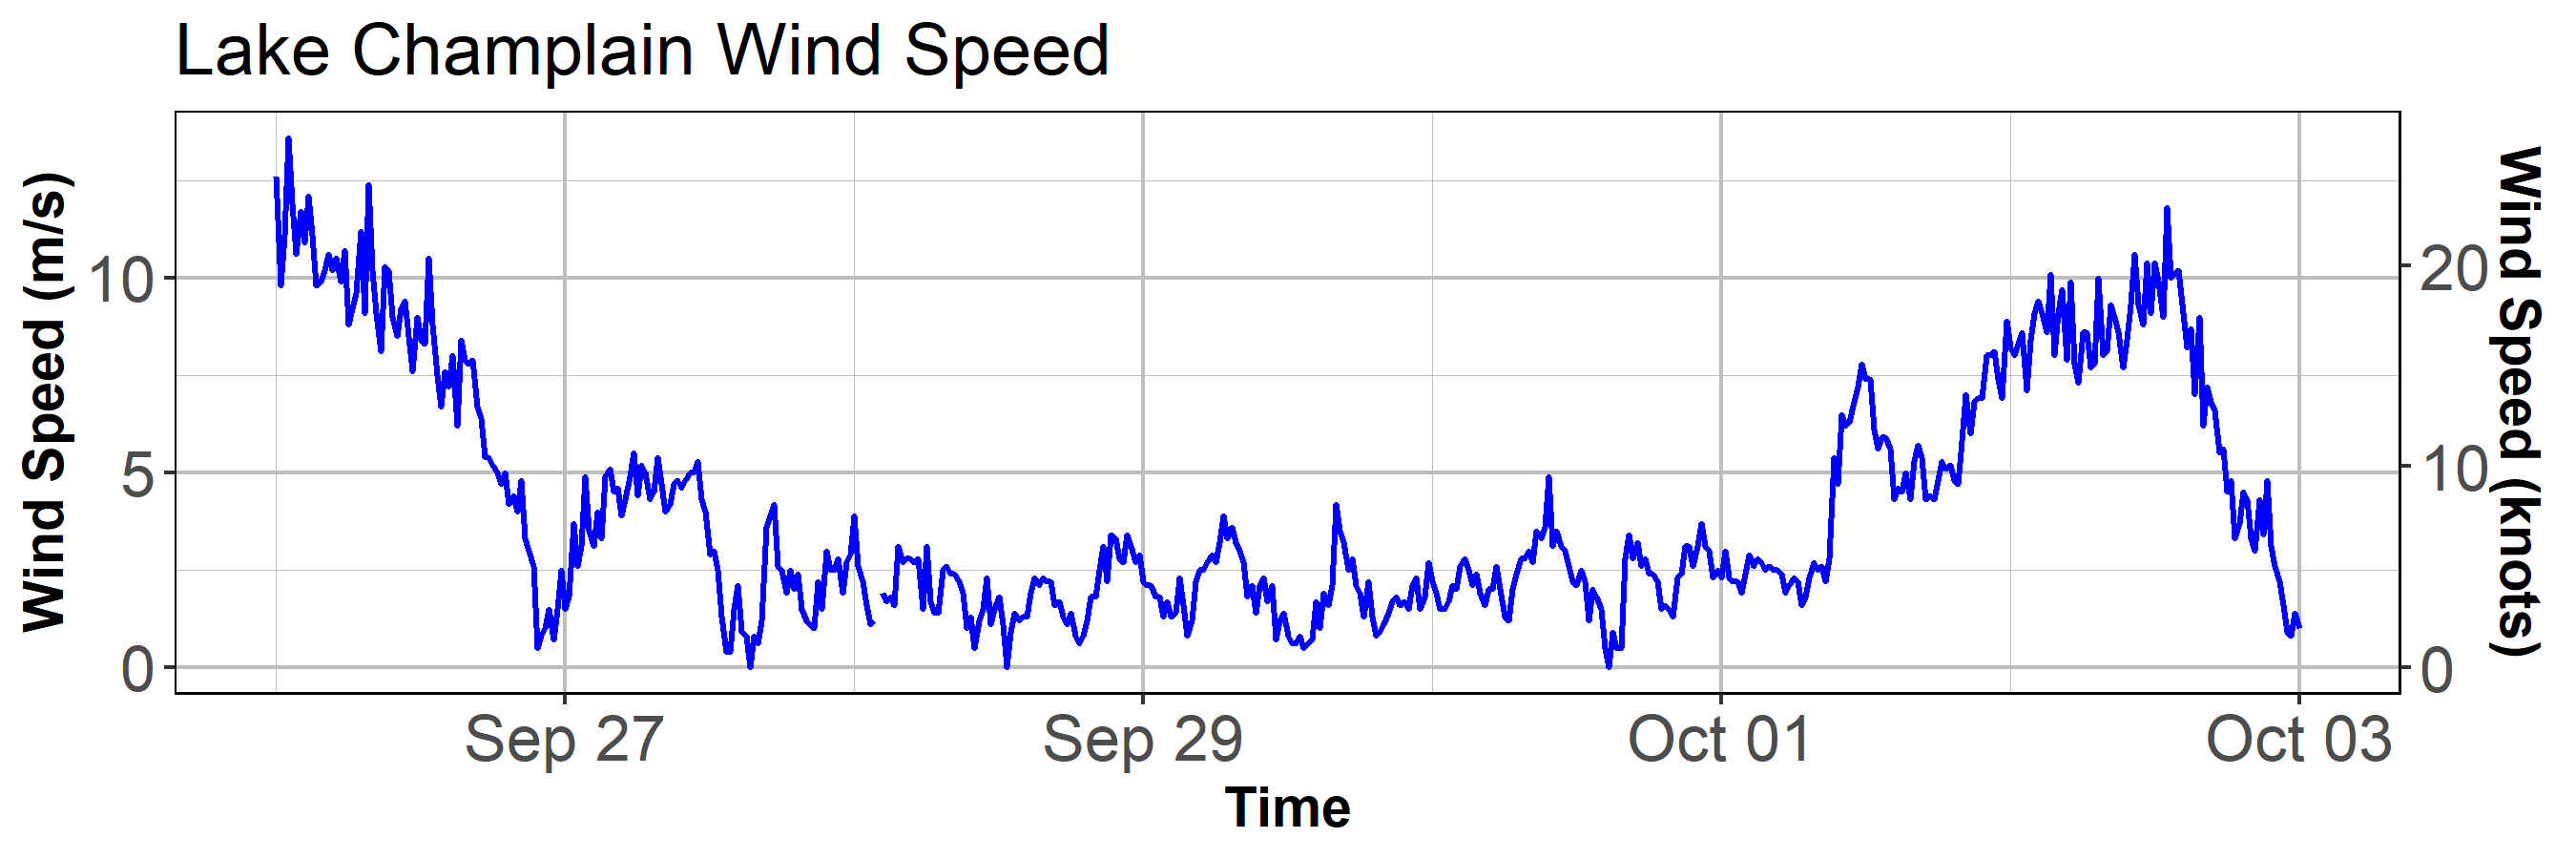 Lake Champlain Wind Speed
Wind Speed (m/s)
10
5
0
20
10
0
Wind Speed (knots)
Sep 27
Sep 29
Oct 01
Oct 03
Time